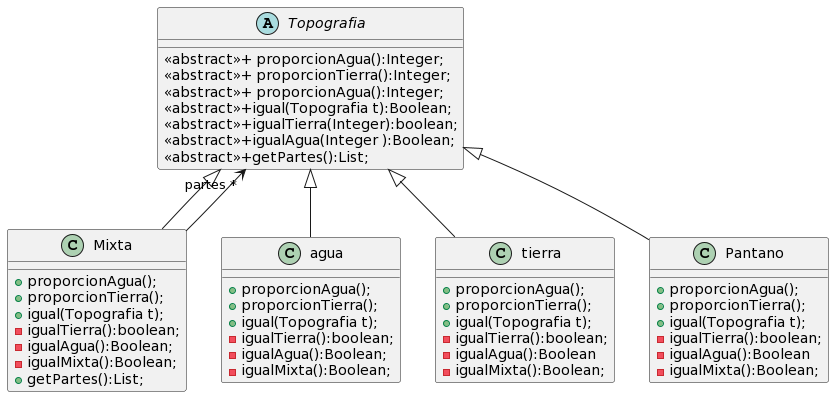 A Topografia
«abstract»+ proporcionAgua():Integer;
«abstract»+ proporcionTierra():Integer;
«abstract»+ proporcionAgua():Integer;
«abstract»+igual(Topografia t):Boolean;
«abstract»+igualTierra(Integer):boolean;
«abstract»+igualAgua(Integer ):Boolean;
«abstract»+getPartes():List;
partes *
C Mixta
proporcionAgua();
proporcionTierra();
igual(Topografia t);
igualTierra():boolean;
igualAgua():Boolean;
igualMixta():Boolean;
getPartes():List;
C agua
proporcionAgua();
proporcionTierra();
igual(Topografia t);
igualTierra():boolean;
igualAgua():Boolean;
igualMixta():Boolean;
C tierra
proporcionAgua();
proporcionTierra();
igual(Topografia t);
igualTierra():boolean;
igualAgua():Boolean
igualMixta():Boolean;
C Pantano
proporcionAgua();
proporcionTierra();
igual(Topografia t);
igualTierra():boolean;
igualAgua():Boolean
igualMixta():Boolean;